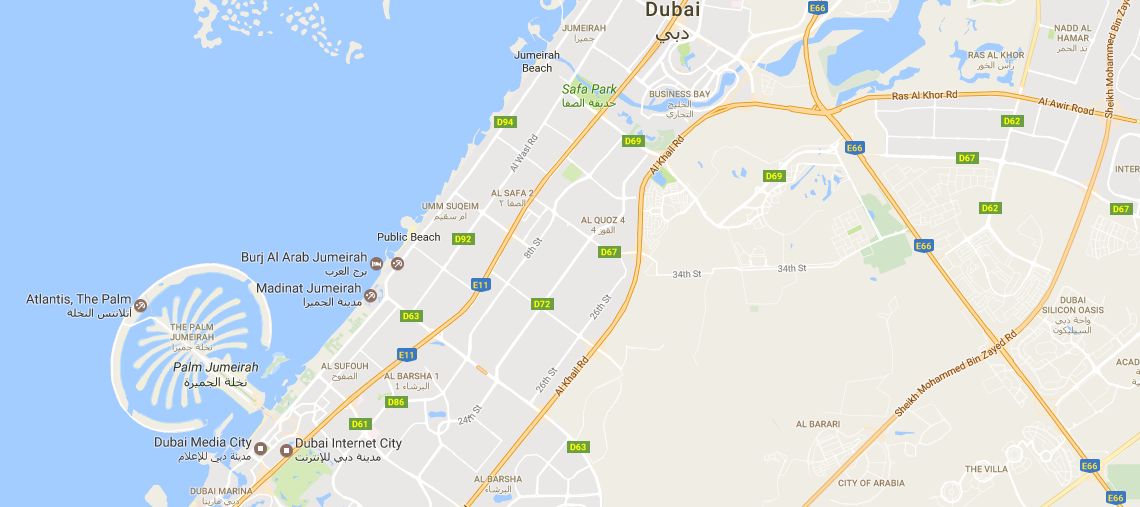 Dubai
دبي
E66
JUMEIRAH
جميرا
NADD AL
HAMAR
ند الحمر
Sheikh Mohammed Bin Zayed
Jumeirah
Beach
RAS AL KHOR
راس الخور
Safa Park
حديقة الصفا
BUSINESS BAY
الخليج
التجاري
Ras Al Khor Rd
Al Awir Road
D94
D62
Al Wasl Rd
D69
Al Khail Rd
E66
D67
D69
INTER
AL SAFA 2
الصفا ٢
UMM SUQEIM
ام سقيم
D62
D67
AL QUOZ 4
القوز 4
Public Beach
D92
8th St
D67
E66
Burj Al Arab Jumeirah
برج العرب
34th St
34th St
Madinat Jumeirah
مدينة الجميرا
E11
Atlantis, The Palm
اتلانتس النخلة
D63
D72
26th St
DUBAI
SILICON OASIS
واحة دبي
السيليكون
THE PALM
JUMEIRAH
نخلة جميرا
E11
Palm Jumeirah
نخلة الجميرة
AL SUFOUH
الصفوح
AL BARSHA 1
البرشاء 1
26th St
Al Khail Rd
Sheikh Mohammed Bin Zayed Rd
ACAD
D86
24th St
D61
AL BARARI
Dubai Media City
مدينة دبي للإعلام
Dubai Internet City
مدينة دبي للإنترنت
D63
E66
THE VILLA
AL BARSHA
البرشاء
CITY OF ARABIA
DUBAI MARINA
دبي مارينا
E66